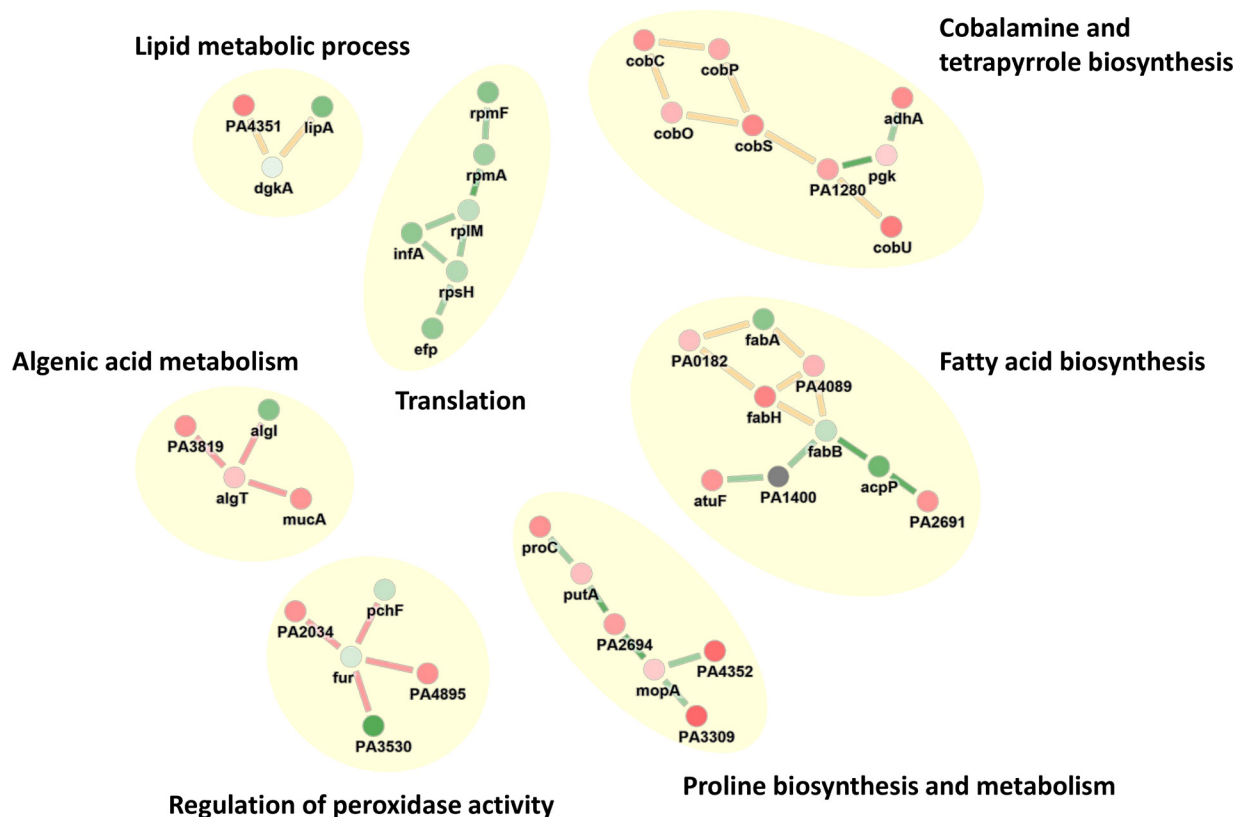 Lipid metabolic process
PA4351
lipA
dgkA
rpmF
rpmA
rplM
infA
rpsH
efp
Translation
Cobalamine and
tetrapyrrole biosynthesis
cobC
cobP
cobO
cobS
adhA
pgk
PA1280
cobU
Algenic acid metabolism
PA3819
algI
algT
mucA
Fatty acid biosynthesis
fabA
PA0182
PA4089
fabH
fabB
acpP
atuF
PA1400
PA2691
pchF
PA2034
fur
PA4895
PA3530
Regulation of peroxidase activity
proC
putA
PA2694
PA4352
mopA
PA3309
Proline biosynthesis and metabolism